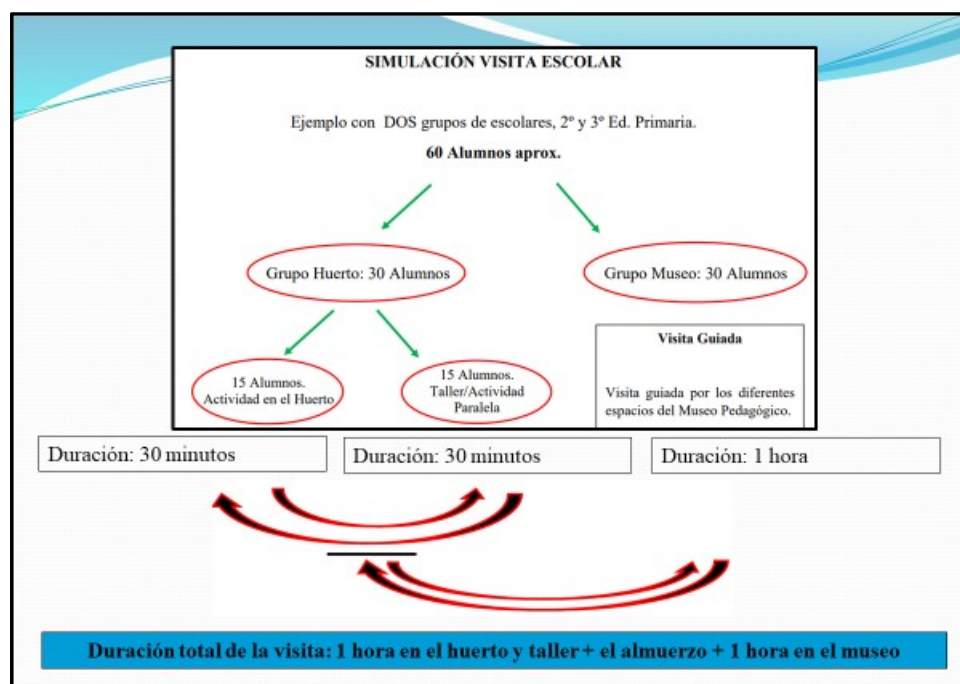 SIMULACIÓN VISITA ESCOLAR
Ejemplo con DOS grupos de escolares, 2º y 3º Ed. Primaria.
60 Alumnos aprox.
Grupo Huerto: 30 Alumnos
Grupo Museo: 30 Alumnos
15 Alumnos.
Actividad en el Huerto
15 Alumnos.
Taller/Actividad
Paralela
Visita Guiada
Visita guiada por los diferentes
espacios del Museo Pedagógico.
Duración: 30 minutos
Duración: 30 minutos
Duración: 1 hora
Duración total de la visita: 1 hora en el huerto y taller + el almuerzo + 1 hora en el museo